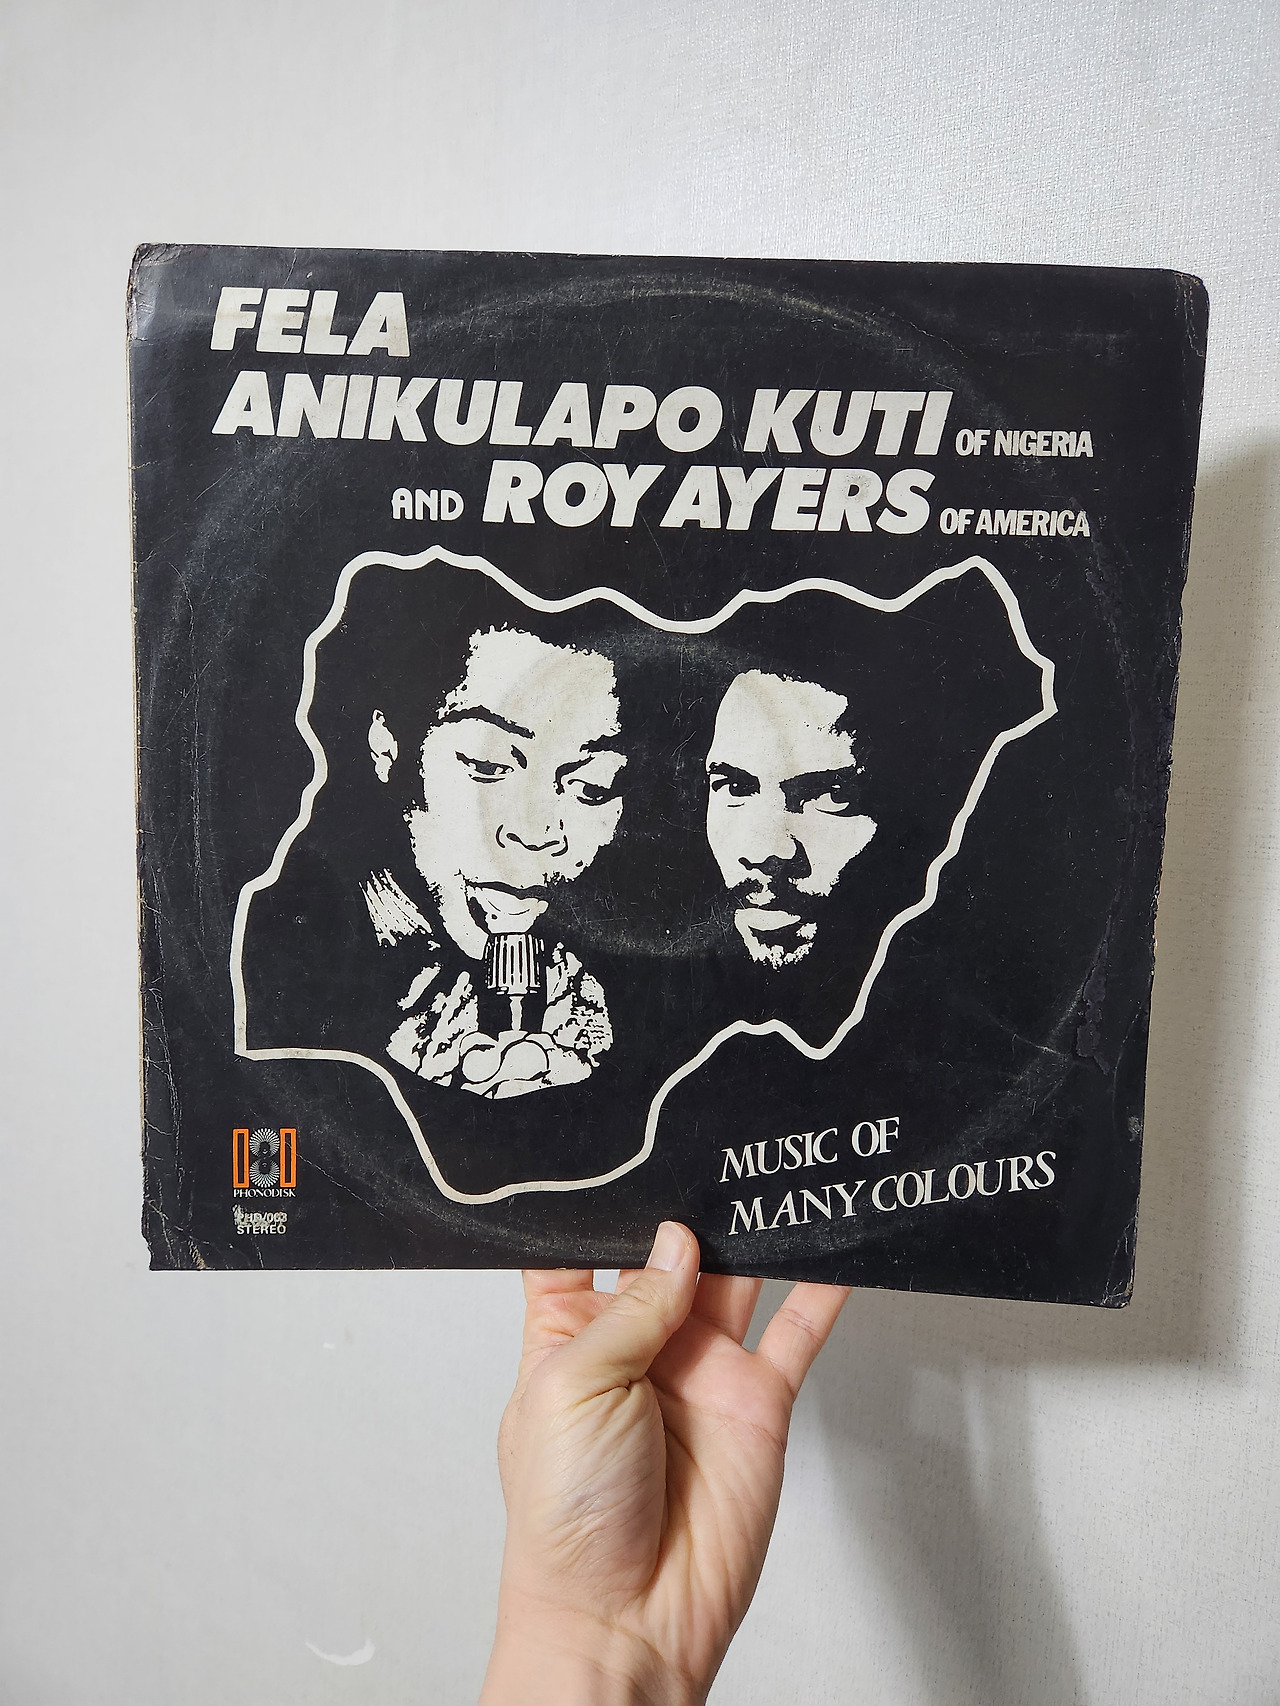 FELA
ANIKULAPO KUTI OF NIGERIA
AND ROY AYERS OF AMERICA
MUSIC OF
MANY COLOURS
PHONODISK
STEREO